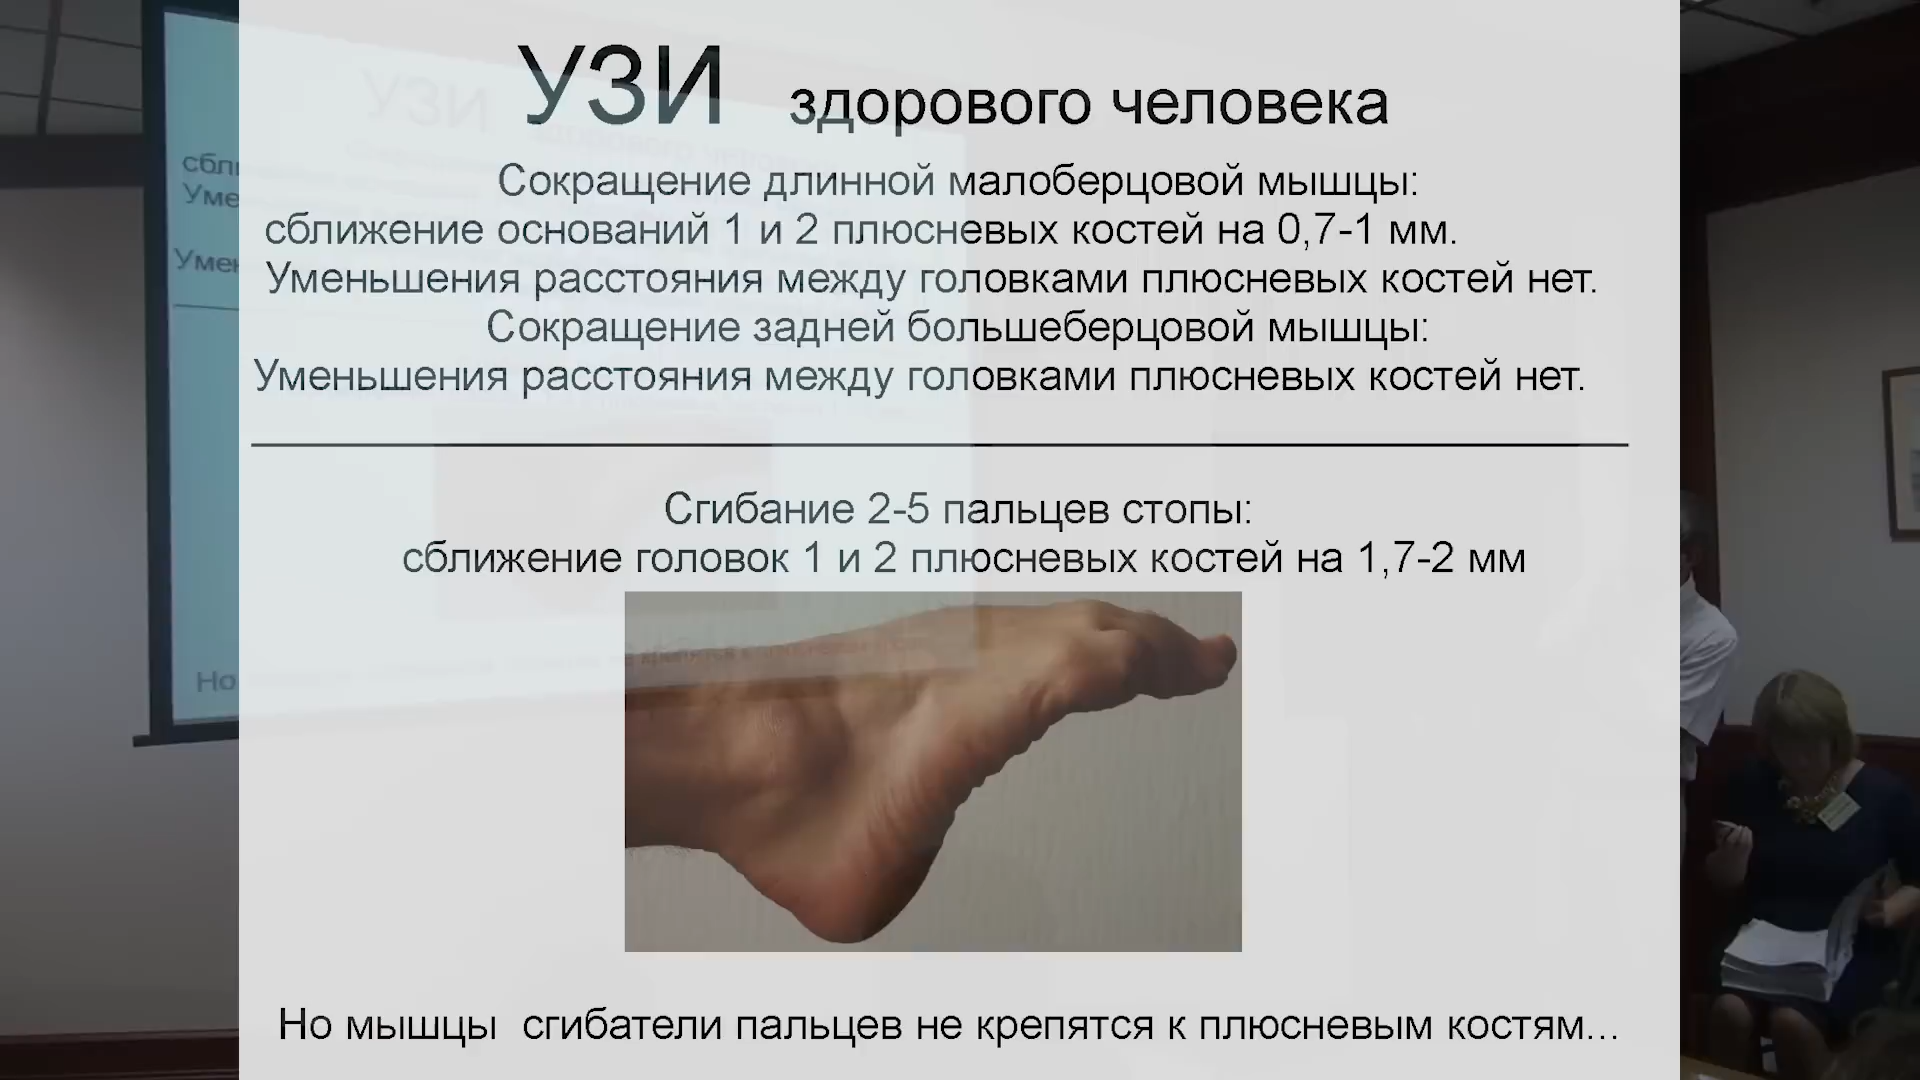 УЗИ здорового человека
Сокращение длинной малоберцовой мышцы:
сближение оснований 1 и 2 плюсневых костей на 0,7-1 мм.
Уменьшения расстояния между головками плюсневых костей нет.
Сокращение задней большеберцовой мышцы:
Уменьшения расстояния между головками плюсневых костей нет.
Сгибание 2-5 пальцев стопы:
сближение головок 1 и 2 плюсневых костей на 1,7-2 мм
Но мышцы сгибатели пальцев не крепятся к плюсневым костям...